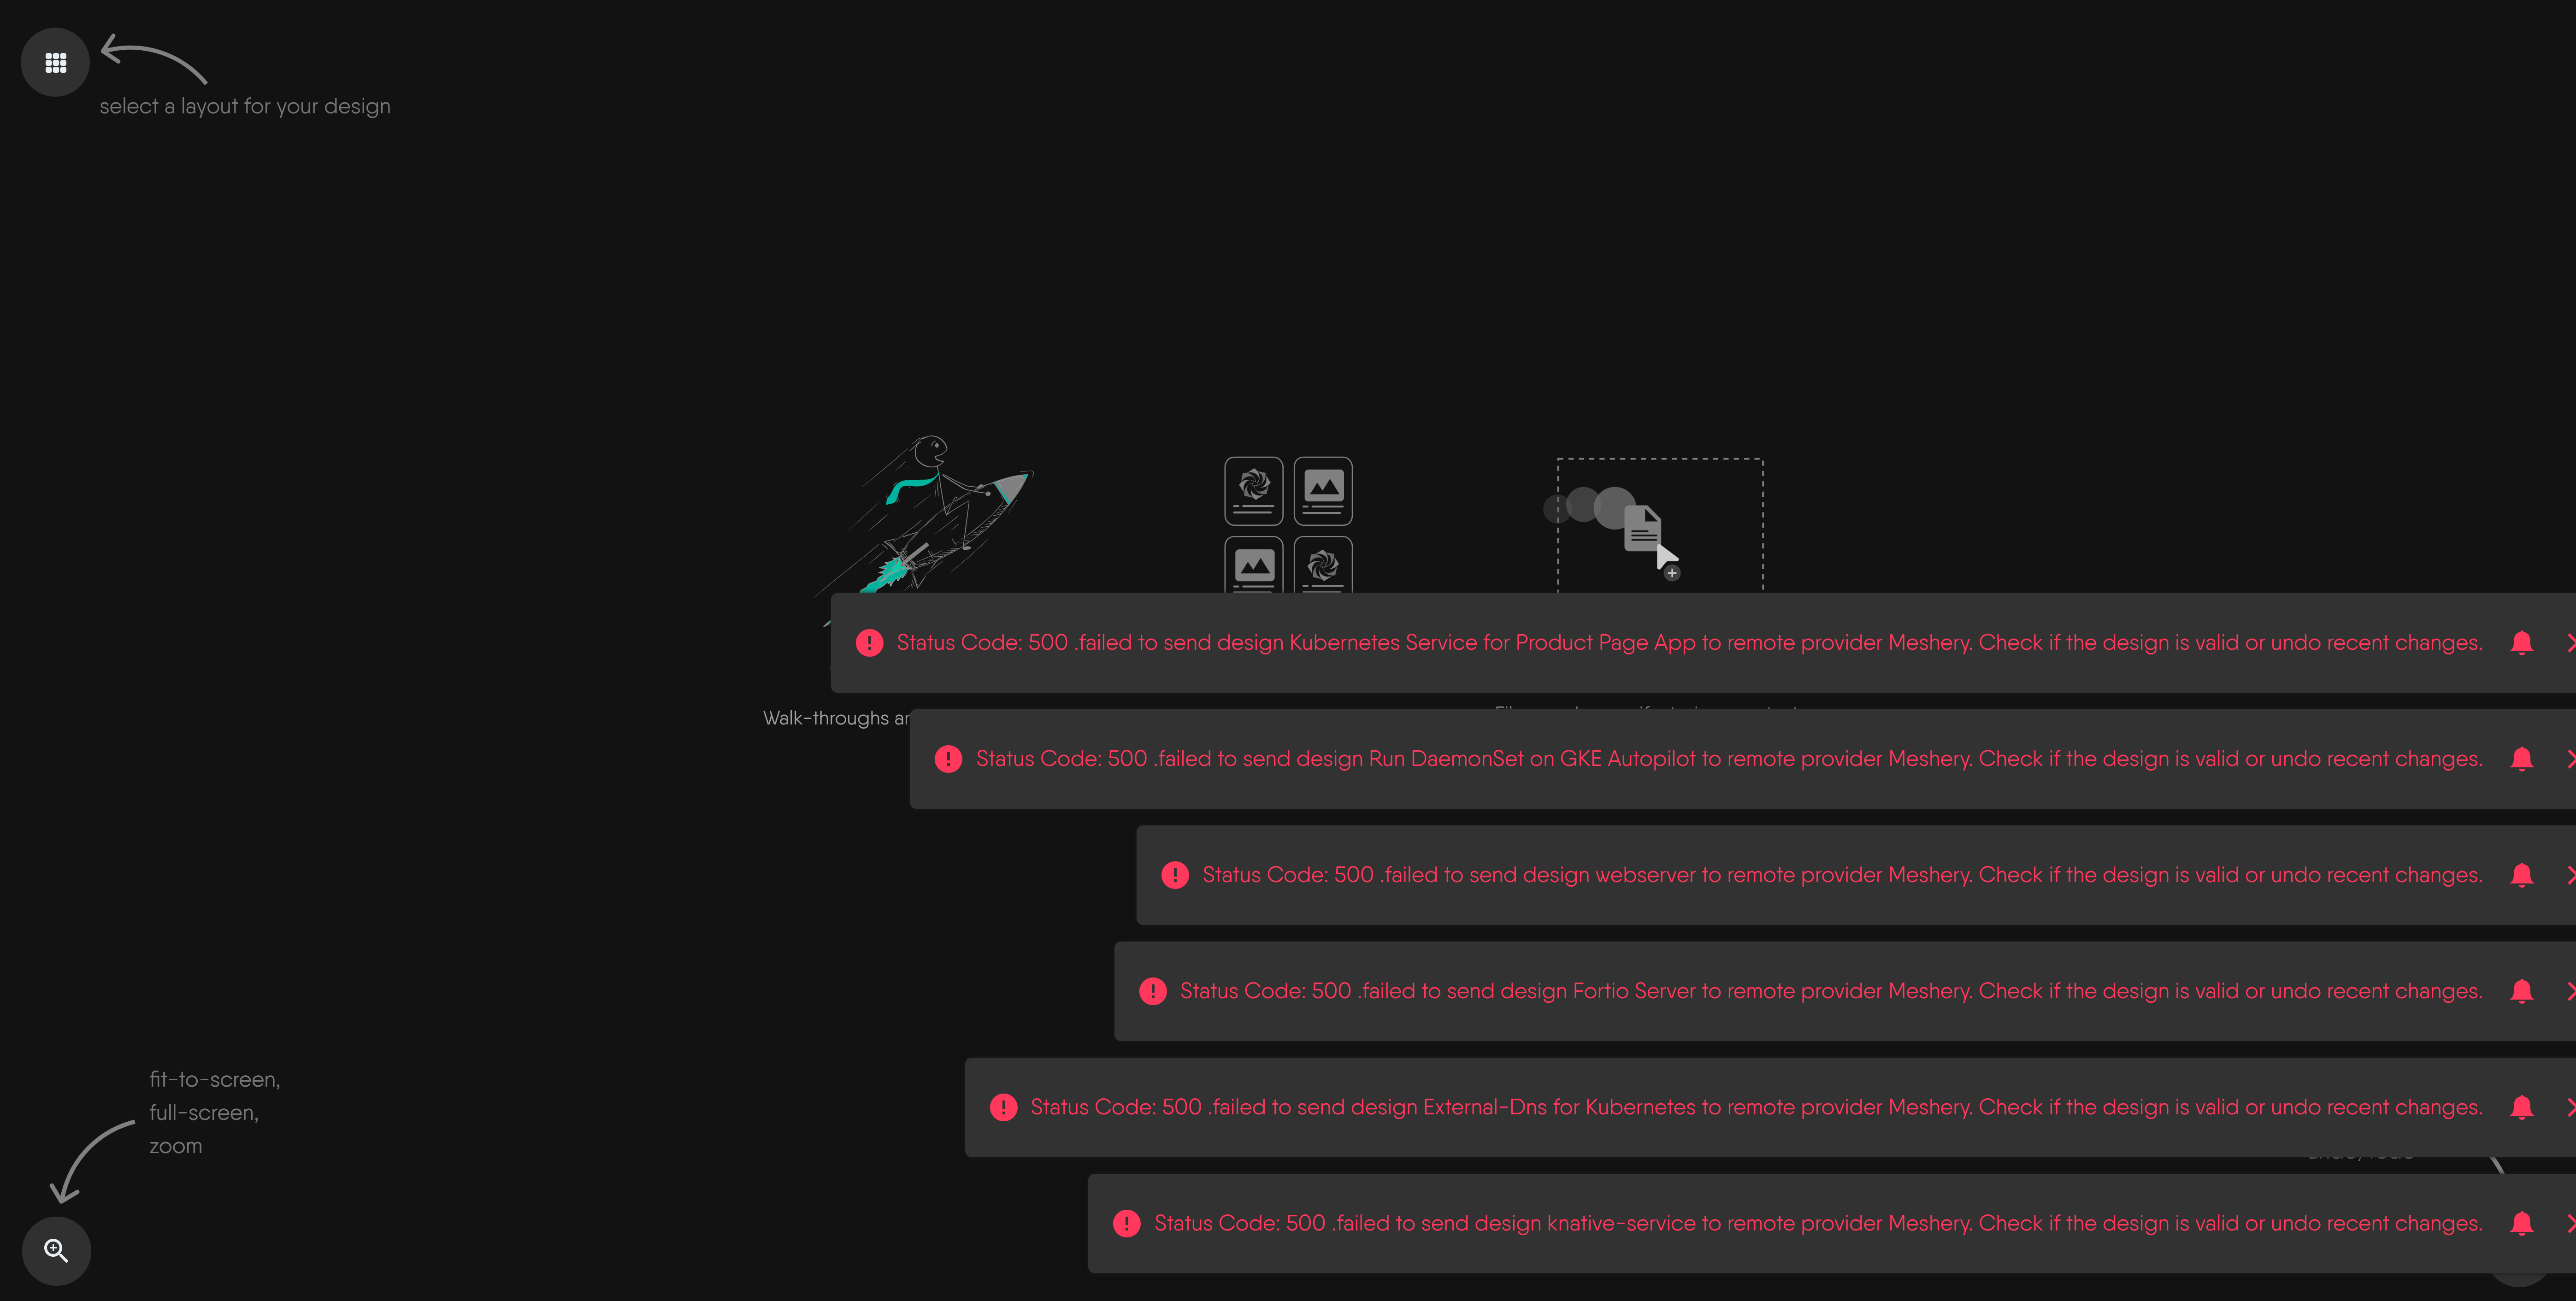 select a layout for your design
Status Code: 500 .failed to send design Kubernetes Service for Product Page App to remote provider Meshery. Check if the design is valid or undo recent changes.
Walk-throughs
Status Code: 500 .failed to send design Run DaemonSet on GKE Autopilot to remote provider Meshery. Check if the design is valid or undo recent changes.
Status Code: 500 .failed to send design webserver to remote provider Meshery. Check if the design is valid or undo recent changes.
Status Code: 500 .failed to send design Fortio Server to remote provider Meshery. Check if the design is valid or undo recent changes.
fit-to-screen,
full-screen,
zoom
Status Code: 500 .failed to send design External-Dns for Kubernetes to remote provider Meshery. Check if the design is valid or undo recent changes.
Status Code: 500 .failed to send design knative-service to remote provider Meshery. Check if the design is valid or undo recent changes.